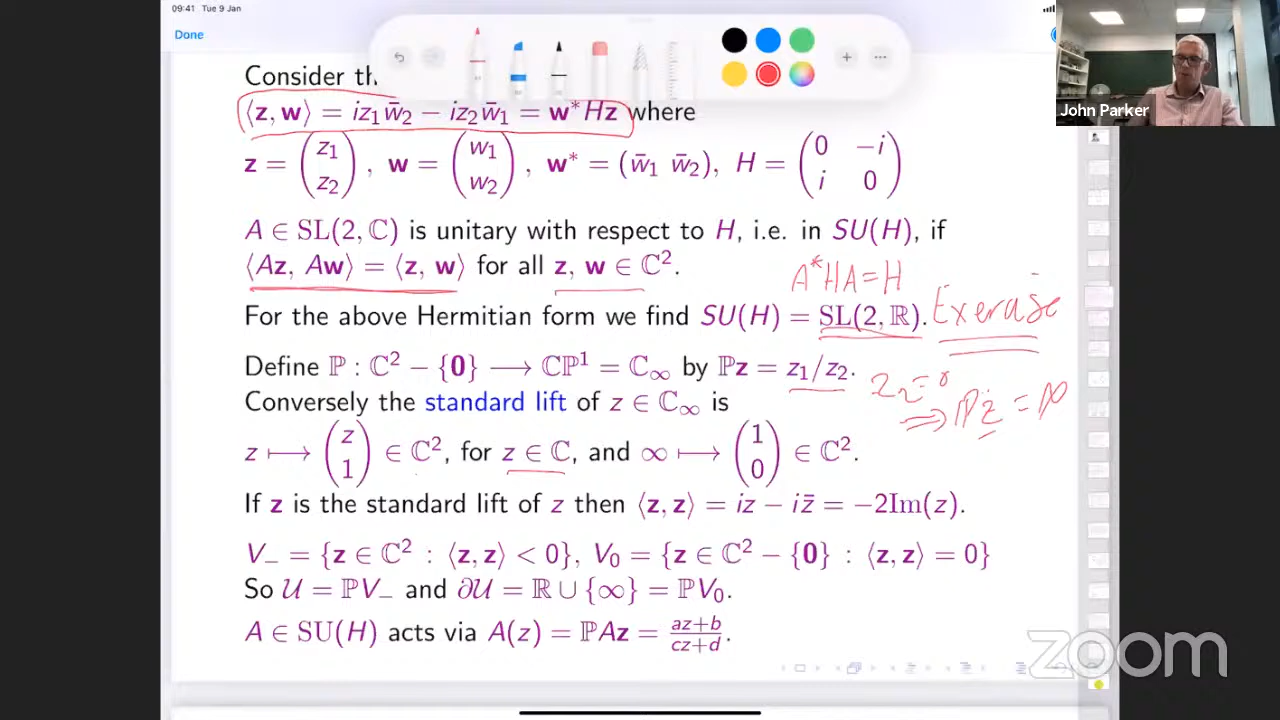 09:41 Tue 9 Jan
Done
John Parker
Consider th
⟨z, w⟩ = iz₁w̄₂ − iz₂w̄₁ = w*Hz where
z = (z₁ z₂), w = (w₁ w₂), w* = (w̄₁ w̄₂), H = (0 −i i 0)
A ∈ SL(2, ℂ) is unitary with respect to H, i.e. in SU(H), if
⟨Az, Aw⟩ = ⟨z, w⟩ for all z, w ∈ ℂ².
A*HA=H
For the above Hermitian form we find SU(H) = SL(2, ℝ).
Exercise
Define ℙ : ℂ² − {0} ⟶ ℂℙ¹ = ℂ∞ by ℙz = z₁/z₂.
z₂=0
⇒ ℙz = ∞
Conversely the standard lift of z ∈ ℂ∞ is
z ⟼ (z 1) ∈ ℂ², for z ∈ ℂ, and ∞ ⟼ (1 0) ∈ ℂ².
If z is the standard lift of z then ⟨z, z⟩ = iz − iz̄ = −2Im(z).
V₋ = {z ∈ ℂ² : ⟨z, z⟩ < 0}, V₀ = {z ∈ ℂ² − {0} : ⟨z, z⟩ = 0}
So 𝒰 = ℙV₋ and ∂𝒰 = ℝ ∪ {∞} = ℙV₀.
A ∈ SU(H) acts via A(z) = ℙAz = (az+b)/(cz+d).
zoom